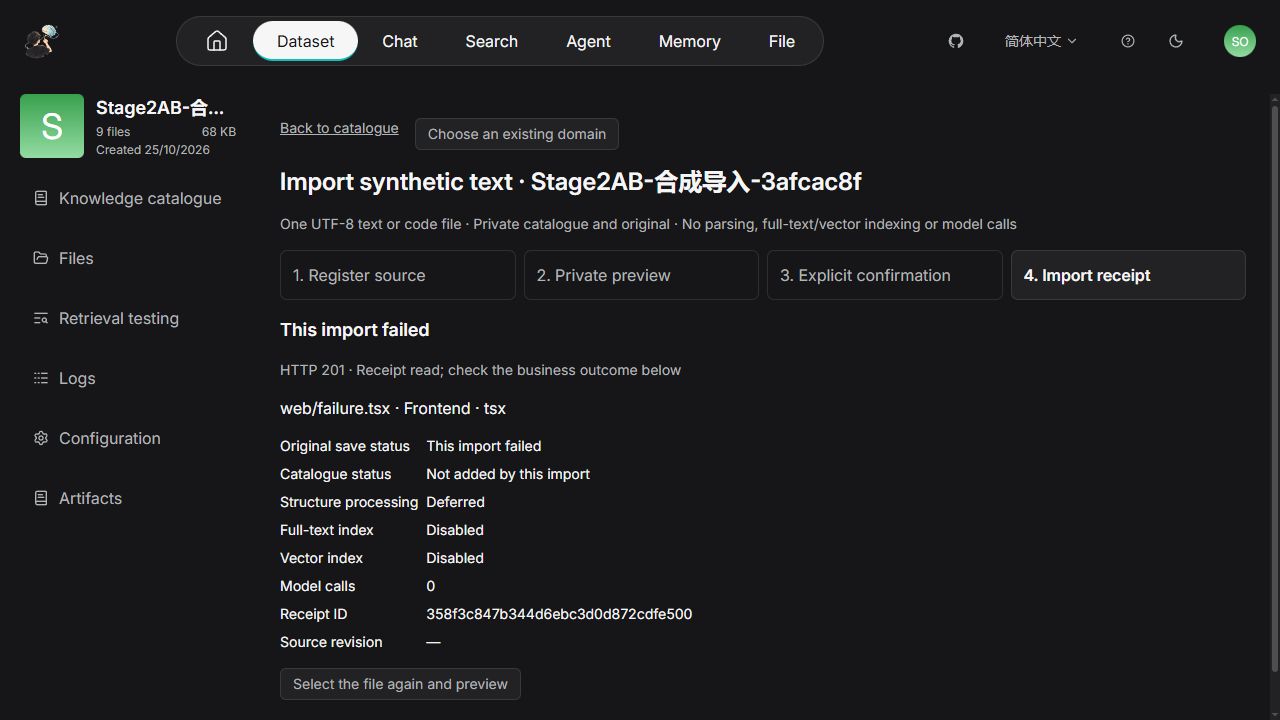 Dataset
Chat
Search
Agent
Memory
File
简体中文
SO
S
Stage2AB-合...
9 files
68 KB
Created 25/10/2026
Knowledge catalogue
Files
Retrieval testing
Logs
Configuration
Artifacts
Back to catalogue
Choose an existing domain
Import synthetic text · Stage2AB-合成导入-3afcac8f
One UTF-8 text or code file · Private catalogue and original · No parsing, full-text/vector indexing or model calls
1. Register source
2. Private preview
3. Explicit confirmation
4. Import receipt
This import failed
HTTP 201 · Receipt read; check the business outcome below
web/failure.tsx · Frontend · tsx
Original save status This import failed
Catalogue status Not added by this import
Structure processing Deferred
Full-text index Disabled
Vector index Disabled
Model calls 0
Receipt ID 358f3c847b344d6ebc3d0d872cdfe500
Source revision —
Select the file again and preview